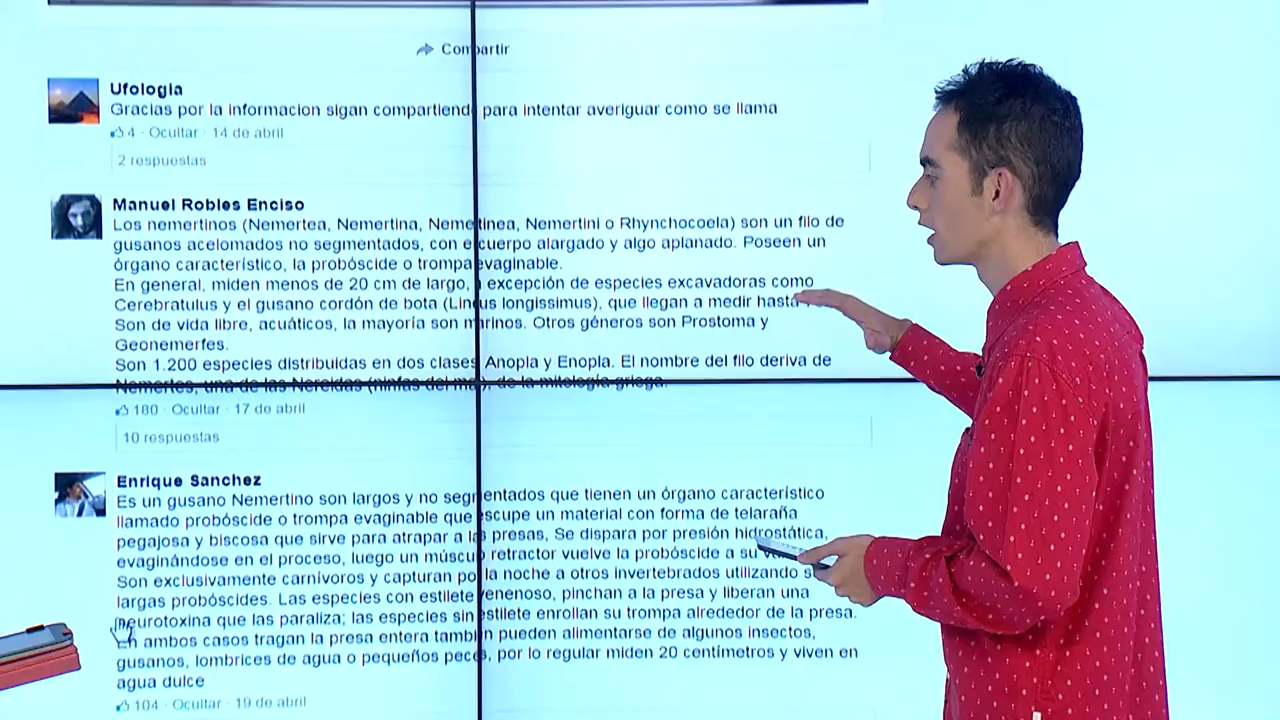 Compartir
Ufologia
Gracias por la informacion sigan compartiend para intentar averiguar como se llama
4 · Ocultar · 14 de abril
2 respuestas
Manuel Robles Enciso
Los nemertinos (Nemertea, Nemertina, Nemetinea, Nemertini o Rhynchocoela) son un filo de
gusanos acelomados no segmentados, con e cuerpo alargado y algo aplanado. Poseen un
órgano característico, la probóscide o trompa evaginable.
En general, miden menos de 20 cm de largo, a excepción de especies excavadoras como
Cerebratulus y el gusano cordón de bota (Lineus longissimus), que llegan a medir hasta
Son de vida libre, acuáticos, la mayoría son marinos. Otros géneros son Prostoma y
Geonemerfes.
Son 1.200 especies distribuidas en dos clases Anopla y Enopla. El nombre del filo deriva de
Nemertes, una de las Nereidas (ninfas del mar), de la mitología griega.
180 · Ocultar · 17 de abril
10 respuestas
Enrique Sanchez
Es un gusano Nemertino son largos y no segmentados que tienen un órgano característico
llamado probóscide o trompa evaginable que escupe un material con forma de telaraña
pegajosa y biscosa que sirve para atrapar a las presas, Se dispara por presión hidrostática,
evaginándose en el proceso, luego un múscu retractor vuelve la probóscide a su
Son exclusivamente carnívoros y capturan por la noche a otros invertebrados utilizando
largas probóscides. Las especies con estilete venenoso, pinchan a la presa y liberan una
neurotoxina que las paraliza; las especies sin estilete enrollan su trompa alrededor de la presa.
En ambos casos tragan la presa entera también pueden alimentarse de algunos insectos,
gusanos, lombrices de agua o pequeños peces, por lo regular miden 20 centímetros y viven en
agua dulce
104 · Ocultar · 19 de abril